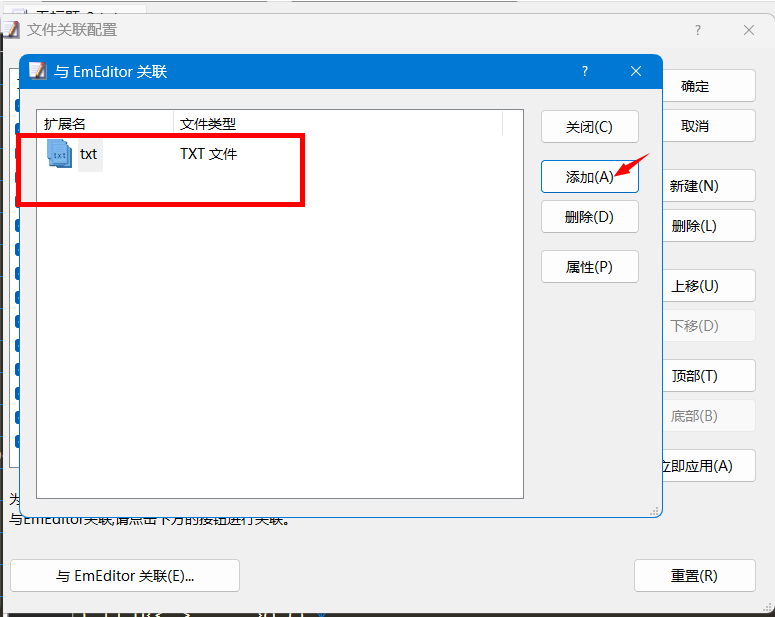 文件关联配置
?
与 EmEditor 关联
?
扩展名 文件类型
txt txt TXT 文件
关闭(C)
添加(A)
删除(D)
属性(P)
确定
取消
新建(N)
删除(L)
上移(U)
下移(D)
顶部(T)
底部(B)
立即应用(A)
为
与EmEditor关联,请点击下方的按钮进行关联。
与 EmEditor 关联(E)...
重置(R)